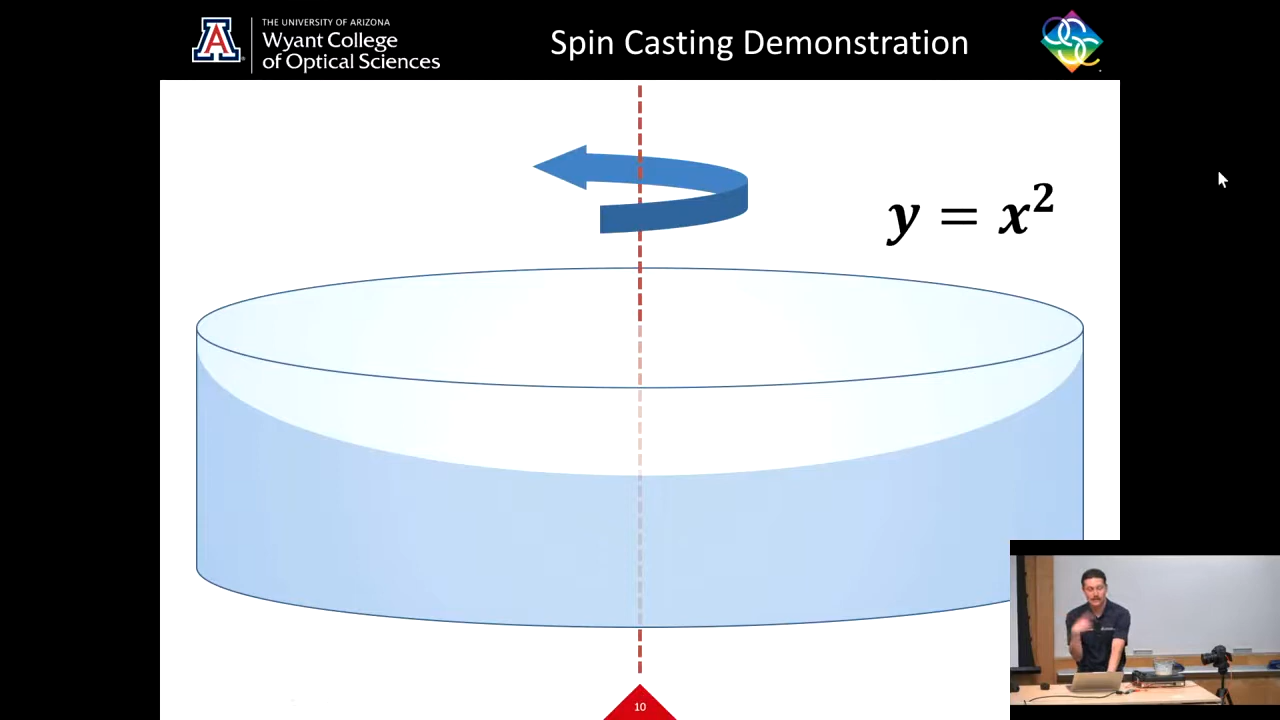 THE UNIVERSITY OF ARIZONA
Wyant College
of Optical Sciences
Spin Casting Demonstration
y = x²
10